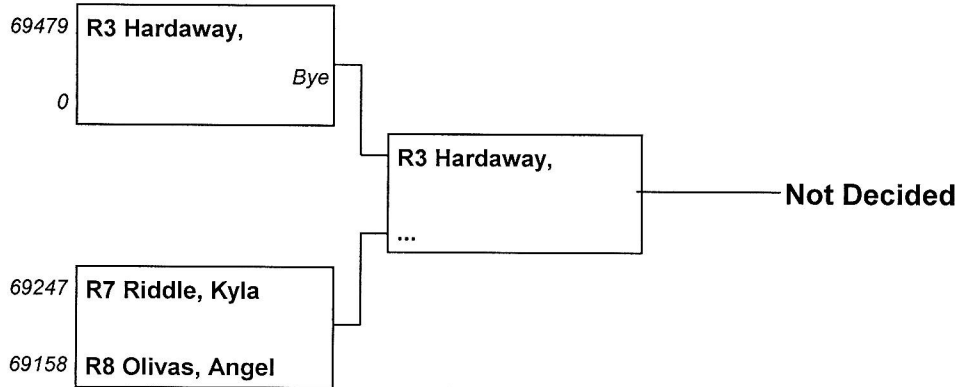 69479 R3 Hardaway,
Bye
0
R3 Hardaway,
Not Decided
...
69247 R7 Riddle, Kyla
69158 R8 Olivas, Angel